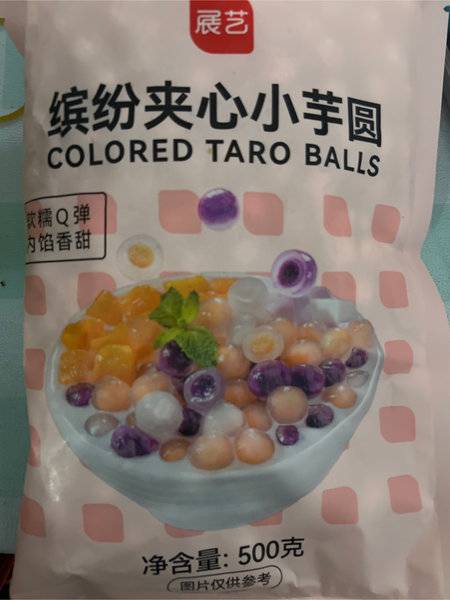 展艺
缤纷夹心小芋圆
COLORED TARO BALLS
软糯Q弹
内馅香甜
净含量: 500克
图片仅供参考